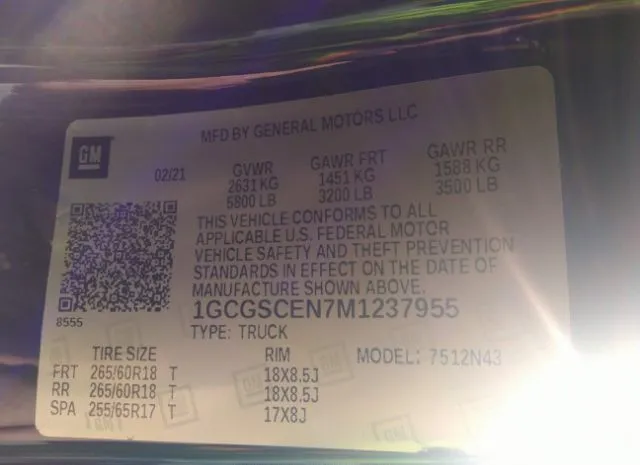 MFD BY GENERAL MOTORS LLC
GM
02/21 GVWR GAWR FRT GAWR RR
2631 KG 1451 KG 1588 KG
5800 LB 3200 LB 3500 LB
THIS VEHICLE CONFORMS TO ALL
APPLICABLE U.S. FEDERAL MOTOR
VEHICLE SAFETY AND THEFT PREVENTION
STANDARDS IN EFFECT ON THE DATE OF
MANUFACTURE SHOWN ABOVE.
8555
1GCGSCEN7M1237955
TYPE: TRUCK
TIRE SIZE RIM MODEL: 7512N43
FRT 265/60R18 T 18X8.5J
RR 265/60R18 T 18X8.5J
SPA 255/65R17 T 17X8J